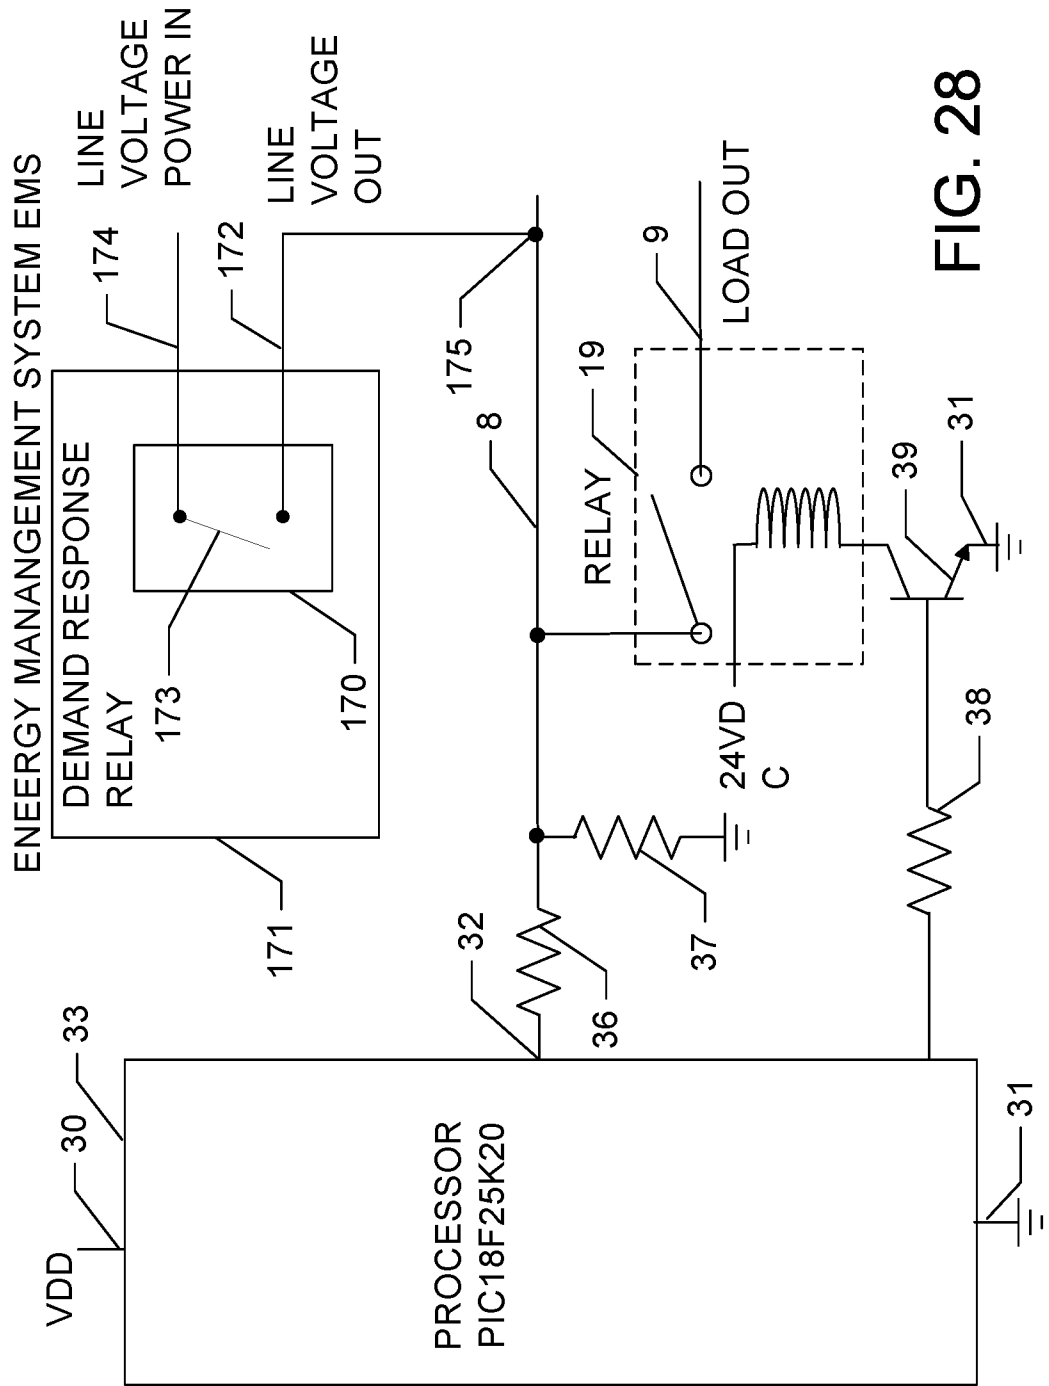 ENEERGY MANANGEMENT SYSTEM EMS
DEMAND RESPONSE
RELAY
LINE
VOLTAGE
POWER IN
LINE
VOLTAGE
OUT
174
172
173
170
171
175
8
RELAY
19
9
LOAD OUT
24VD
C
VDD
30
33
32
36
37
PROCESSOR
PIC18F25K20
38
39
31
31
FIG. 28